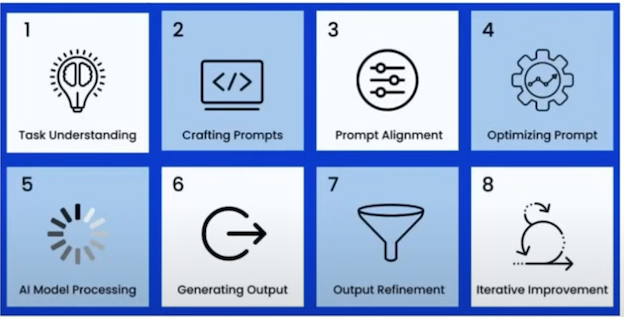 1
Task Understanding
2
</>
Crafting Prompts
3
Prompt Alignment
4
Optimizing Prompt
5
AI Model Processing
6
Generating Output
7
Output Refinement
8
Iterative Improvement